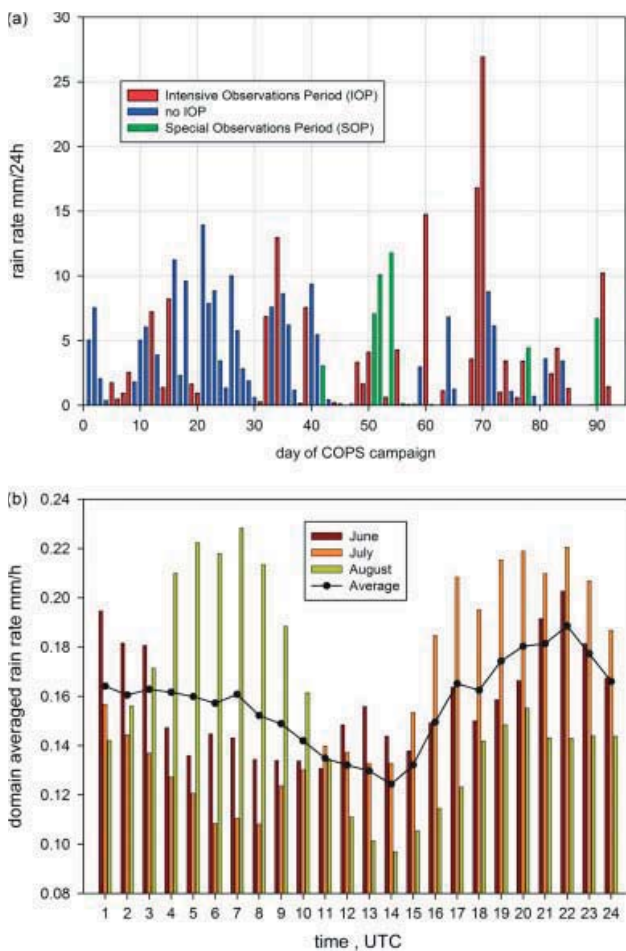 (a)
30
25
20
15
10
5
0
rain rate mm/24h
Intensive Observations Period (IOP)
no IOP
Special Observations Period (SOP)
0 10 20 30 40 50 60 70 80 90
day of COPS campaign
(b)
0.24
0.22
0.20
0.18
0.16
0.14
0.12
0.10
0.08
domain averaged rain rate mm/h
June
July
August
Average
1 2 3 4 5 6 7 8 9 10 11 12 13 14 15 16 17 18 19 20 21 22 23 24
time , UTC